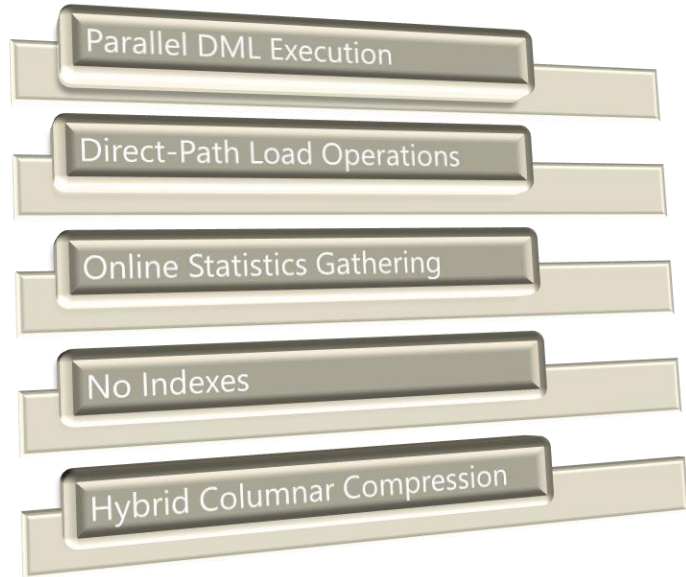 Parallel DML Execution
Direct-Path Load Operations
Online Statistics Gathering
No Indexes
Hybrid Columnar Compression